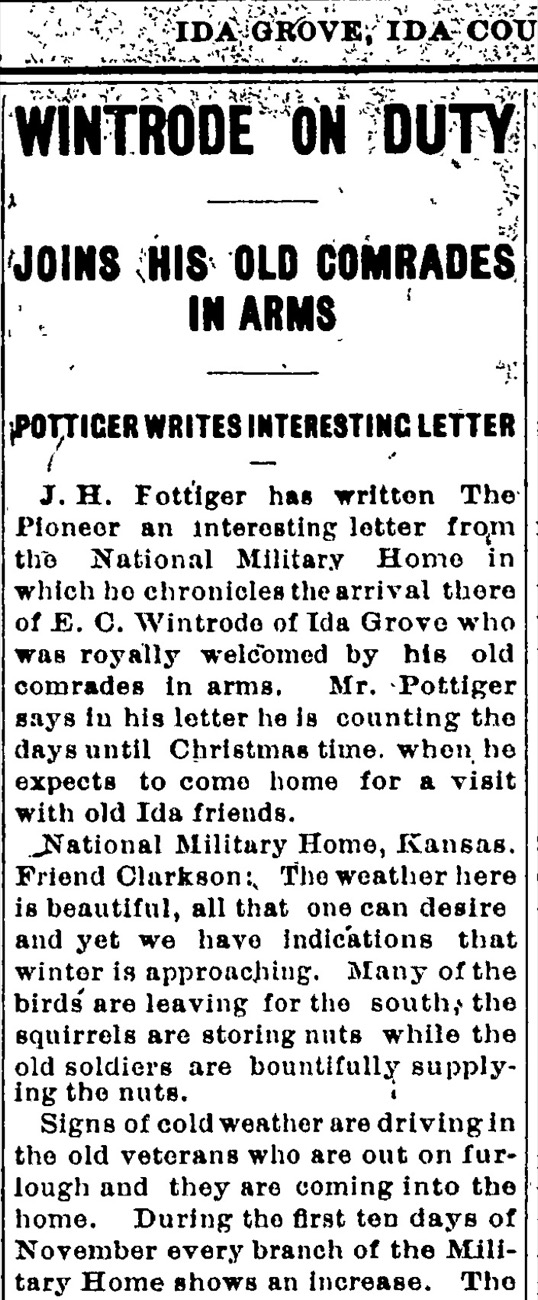 IDA GROVE, IDA COU
WINTRODE ON DUTY
JOINS HIS OLD COMRADES
IN ARMS
POTTIGER WRITES INTERESTING LETTER
J. H. Pottiger has written The
Pioneer an interesting letter from
the National Military Home in
which he chronicles the arrival there
of E. C. Wintrode of Ida Grove who
was royally welcomed by his old
comrades in arms. Mr. Pottiger
says in his letter he is counting the
days until Christmas time. when he
expects to come home for a visit
with old Ida friends.
National Military Home, Kansas.
Friend Clarkson: The weather here
is beautiful, all that one can desire
and yet we have indications that
winter is approaching. Many of the
birds are leaving for the south, the
squirrels are storing nuts while the
old soldiers are bountifully supply-
ing the nuts.
Signs of cold weather are driving in
the old veterans who are out on fur-
lough and they are coming into the
home. During the first ten days of
November every branch of the Mili-
tary Home shows an increase. The